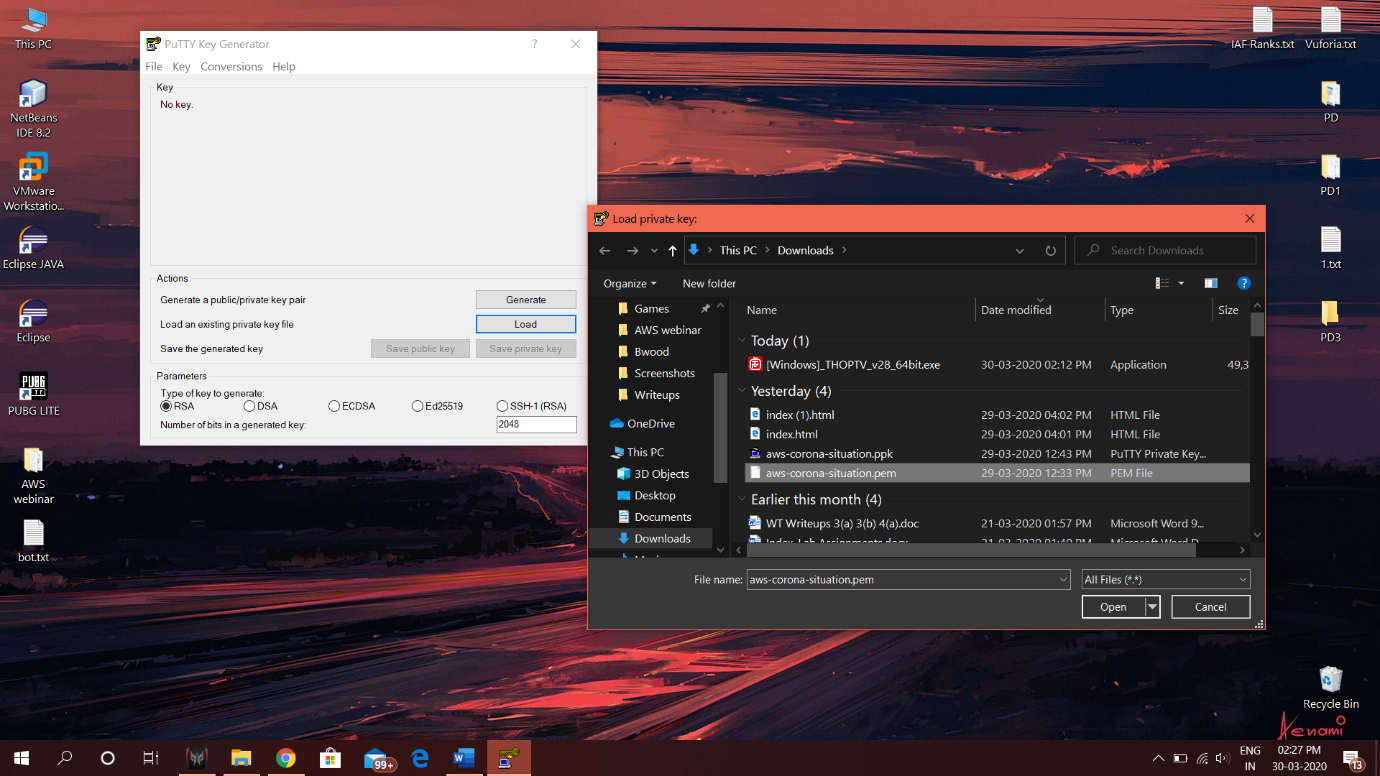 This PC
NetBeans
IDE 8.2
VMware
Workstatio...
Eclipse JAVA
Eclipse
PUBG
LITE
PUBG LITE
AWS
webinar
bot.txt
PuTTY Key Generator
?
File Key Conversions Help
Key
No key.
Actions
Generate a public/private key pair
Generate
Load an existing private key file
Load
Save the generated key
Save public key
Save private key
Parameters
Type of key to generate:
RSA DSA ECDSA Ed25519 SSH-1 (RSA)
Number of bits in a generated key:
2048
Load private key:
This PC > Downloads >
Search Downloads
Organize
New folder
?
Games
AWS webinar
Bwood
Screenshots
Writeups
OneDrive
This PC
3D Objects
Desktop
Documents
Downloads
Name Date modified Type Size
Today (1)
[Windows]_THOPTV_v28_64bit.exe 30-03-2020 02:12 PM Application 49,3
Yesterday (4)
index (1).html 29-03-2020 04:02 PM HTML File
index.html 29-03-2020 04:01 PM HTML File
aws-corona-situation.ppk 29-03-2020 12:43 PM PuTTY Private Key...
aws-corona-situation.pem 29-03-2020 12:33 PM PEM File
Earlier this month (4)
WT Writeups 3(a) 3(b) 4(a).doc 21-03-2020 01:57 PM Microsoft Word 9...
File name: aws-corona-situation.pem
All Files (*.*)
Open
Cancel
IAF Ranks.txt
Vuforia.txt
PD
PD1
1.txt
PD3
Recycle Bin
Aenami
99+
ENG
IN
02:27 PM
30-03-2020
13